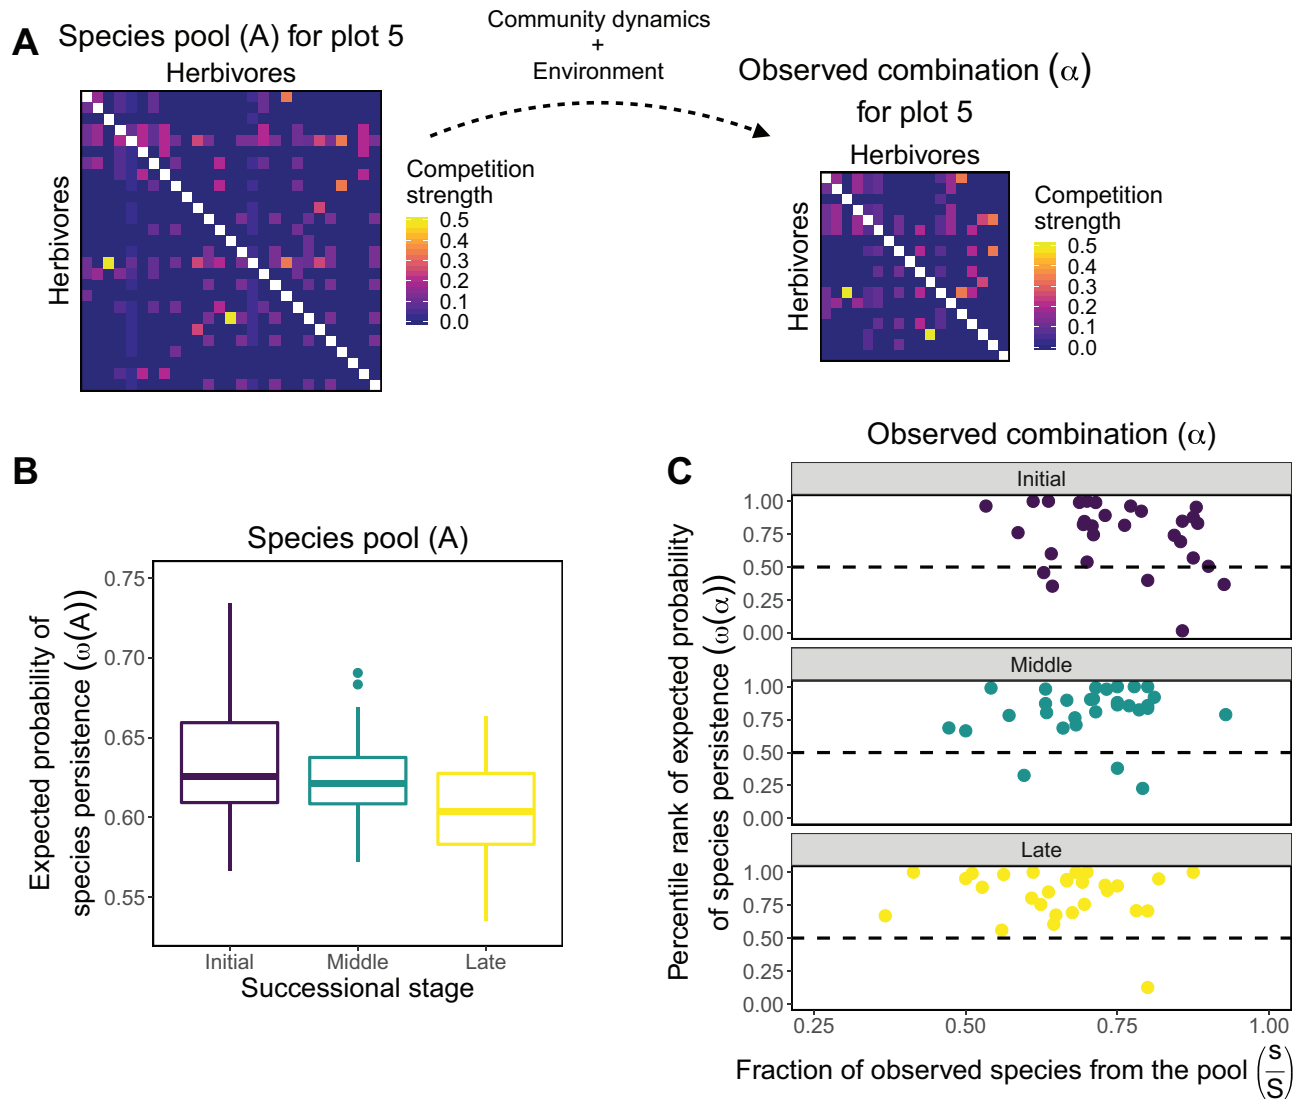 A
Species pool (A) for plot 5
Herbivores
Herbivores
Competition
strength
0.5
0.4
0.3
0.2
0.1
0.0
Community dynamics
+
Environment
Observed combination (α)
for plot 5
Herbivores
Herbivores
Competition
strength
0.5
0.4
0.3
0.2
0.1
0.0
B
Species pool (A)
Expected probability of
species persistence (ω(A))
0.75
0.70
0.65
0.60
0.55
Initial
Middle
Late
Successional stage
C
Observed combination (α)
Percentile rank of expected probability
of species persistence (ω(α))
Initial
1.00
0.75
0.50
0.25
0.00
Middle
1.00
0.75
0.50
0.25
0.00
Late
1.00
0.75
0.50
0.25
0.00
0.25
0.50
0.75
1.00
Fraction of observed species from the pool (s/S)